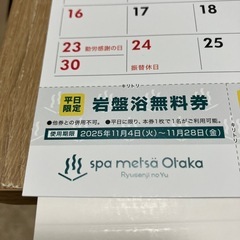 16 17 18
23 勤労感謝の日 24 25
30 振替休日
キリトリ
平日限定 岩盤浴無料券
●他券との併用不可。 ●平日に限り、本券1枚で1名がご利用可能。
使用期限 2025年11月4日(火)〜11月28日(金)
spa metsä Otaka
Ryusenji no Yu